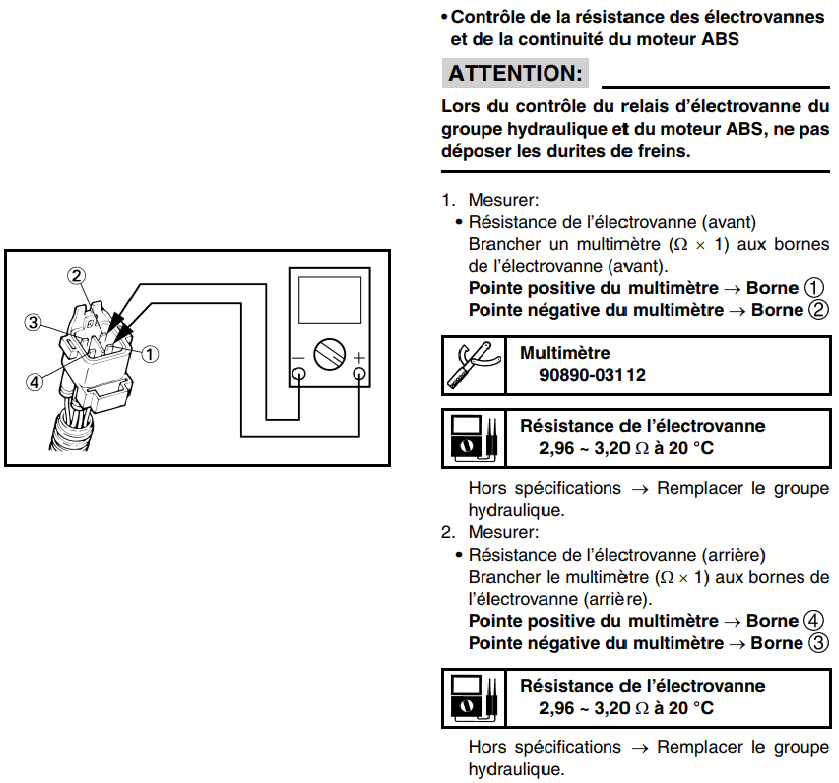 • Contrôle de la résistance des électrovannes
et de la continuité du moteur ABS
ATTENTION:
Lors du contrôle du relais d'électrovanne du
groupe hydraulique et du moteur ABS, ne pas
déposer les durites de freins.
1. Mesurer:
• Résistance de l'électrovanne (avant)
Brancher un multimètre (Ω × 1) aux bornes
de l'électrovanne (avant).
Pointe positive du multimètre → Borne ①
Pointe négative du multimètre → Borne ②
②
③
①
④
−
+
Multimètre
90890-03112
Résistance de l'électrovanne
2,96 ~ 3,20 Ω à 20 °C
Hors spécifications → Remplacer le groupe
hydraulique.
2. Mesurer:
• Résistance de l'électrovanne (arrière)
Brancher le multimètre (Ω × 1) aux bornes de
l'électrovanne (arrière).
Pointe positive du multimètre → Borne ④
Pointe négative du multimètre → Borne ③
Résistance de l'électrovanne
2,96 ~ 3,20 Ω à 20 °C
Hors spécifications → Remplacer le groupe
hydraulique.